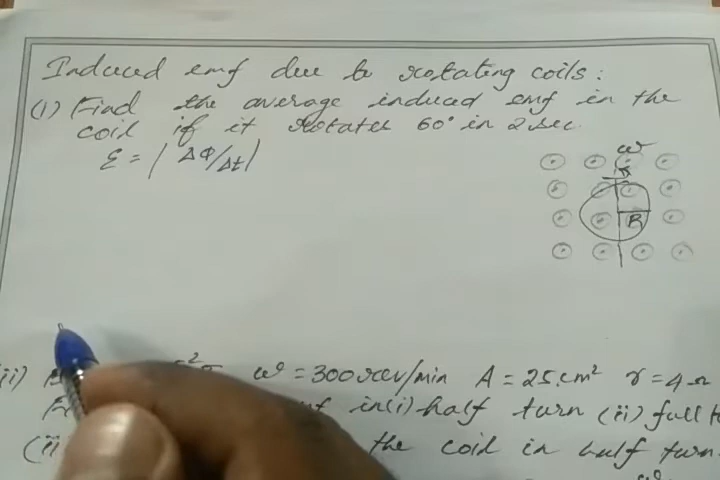 Induced emf due to rotating coils:
(i) Find the average induced emf in the
coil if it rotates 60° in 2 sec.
ε = | ΔΦ/Δt |
ω
R
ii) ω = 300 rev/min A = 25 cm² r = 4 Ω
in (i) half turn (ii) full
the coil in half turn